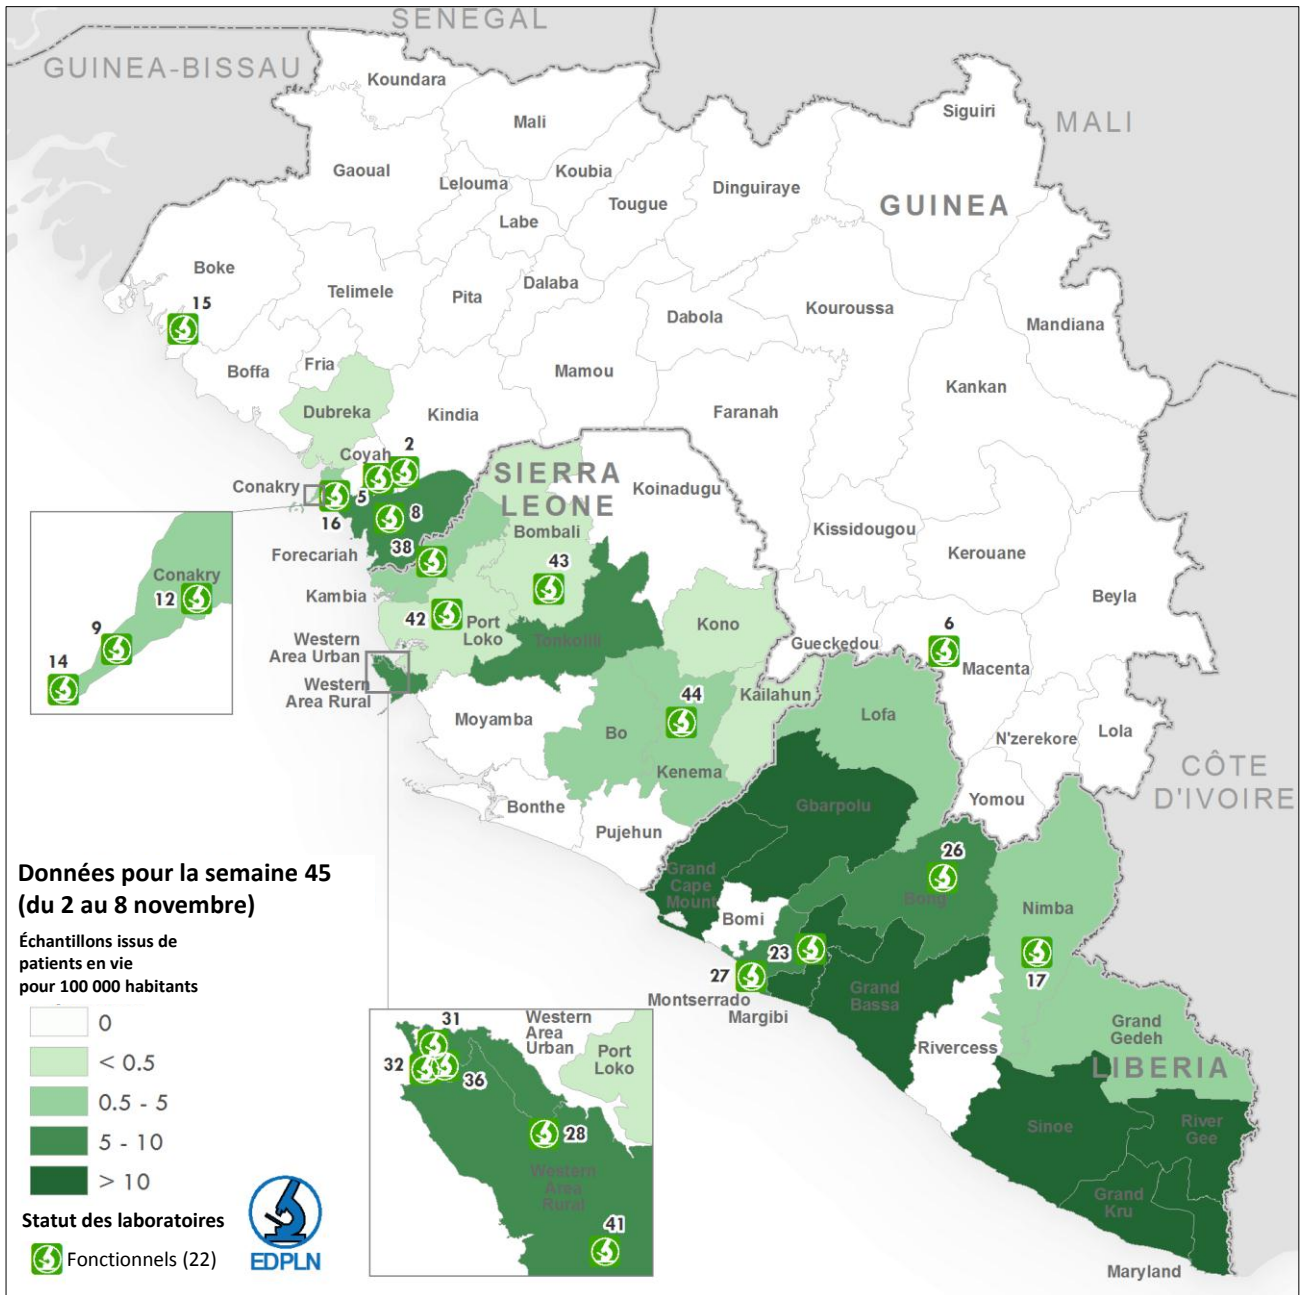 SENEGAL
GUINEA-BISSAU
MALI
Koundara
Mali
Siguiri
Gaoual
Lelouma
Koubia
Tougue
Dinguiraye
GUINEA
Labe
Boke
15
Telimele
Pita
Dalaba
Dabola
Kouroussa
Mandiana
Boffa
Fria
Mamou
Kankan
Dubreka
Kindia
Faranah
Coyah
2
Conakry
5
16
8
SIERRA
LEONE
Koinadugu
Kissidougou
Kerouane
Forecariah
38
Bombali
43
Beyla
Kambia
42
Port
Loko
Tonkolili
Kono
Gueckedou
6
Macenta
Western
Area Urban
Western
Area Rural
Moyamba
Bo
44
Kailahun
Kenema
Lofa
N'zerekore
Lola
Bonthe
Pujehun
Yomou
CÔTE
D'IVOIRE
Gbarpolu
Grand
Cape
Mount
Bomi
26
Bong
Nimba
17
23
27
Montserrado
Margibi
Grand
Bassa
Rivercess
Grand
Gedeh
LIBERIA
Sinoe
River
Gee
Grand
Kru
Maryland
Conakry
12
9
14
31
32
36
28
41
Western
Area
Urban
Port
Loko
Western
Area
Rural
Données pour la semaine 45
(du 2 au 8 novembre)
Échantillons issus de
patients en vie
pour 100 000 habitants
0
< 0.5
0.5 - 5
5 - 10
> 10
Statut des laboratoires
Fonctionnels (22)
EDPLN